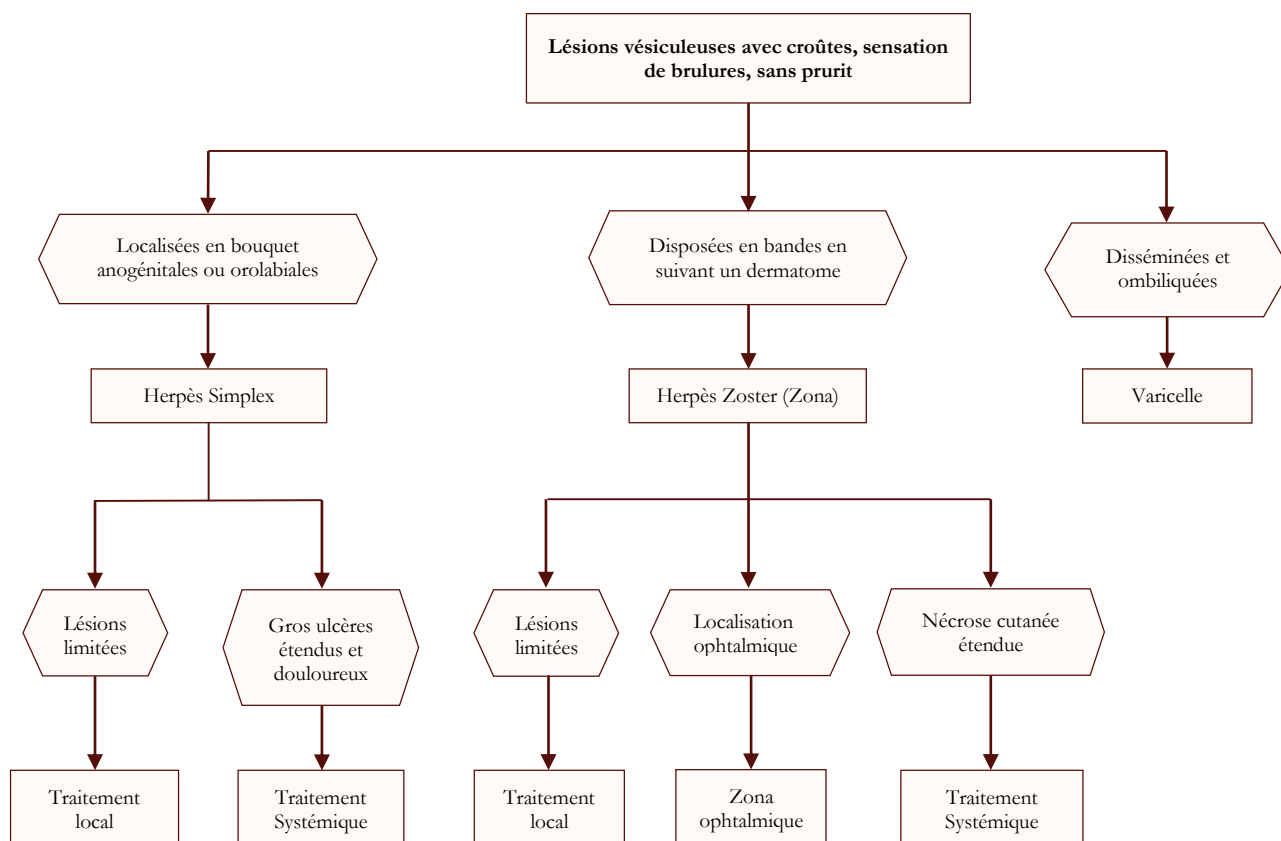 Lésions vésiculeuses avec croûtes, sensation
de brulures, sans prurit
Localisées en bouquet
anogénitales ou orolabiales
Disposées en bandes en
suivant un dermatome
Disséminées et
ombiliquées
Herpès Simplex
Herpès Zoster (Zona)
Varicelle
Lésions
limitées
Gros ulcères
étendus et
douloureux
Lésions
limitées
Localisation
ophtalmique
Nécrose cutanée
étendue
Traitement
local
Traitement
Systémique
Traitement
local
Zona
ophtalmique
Traitement
Systémique